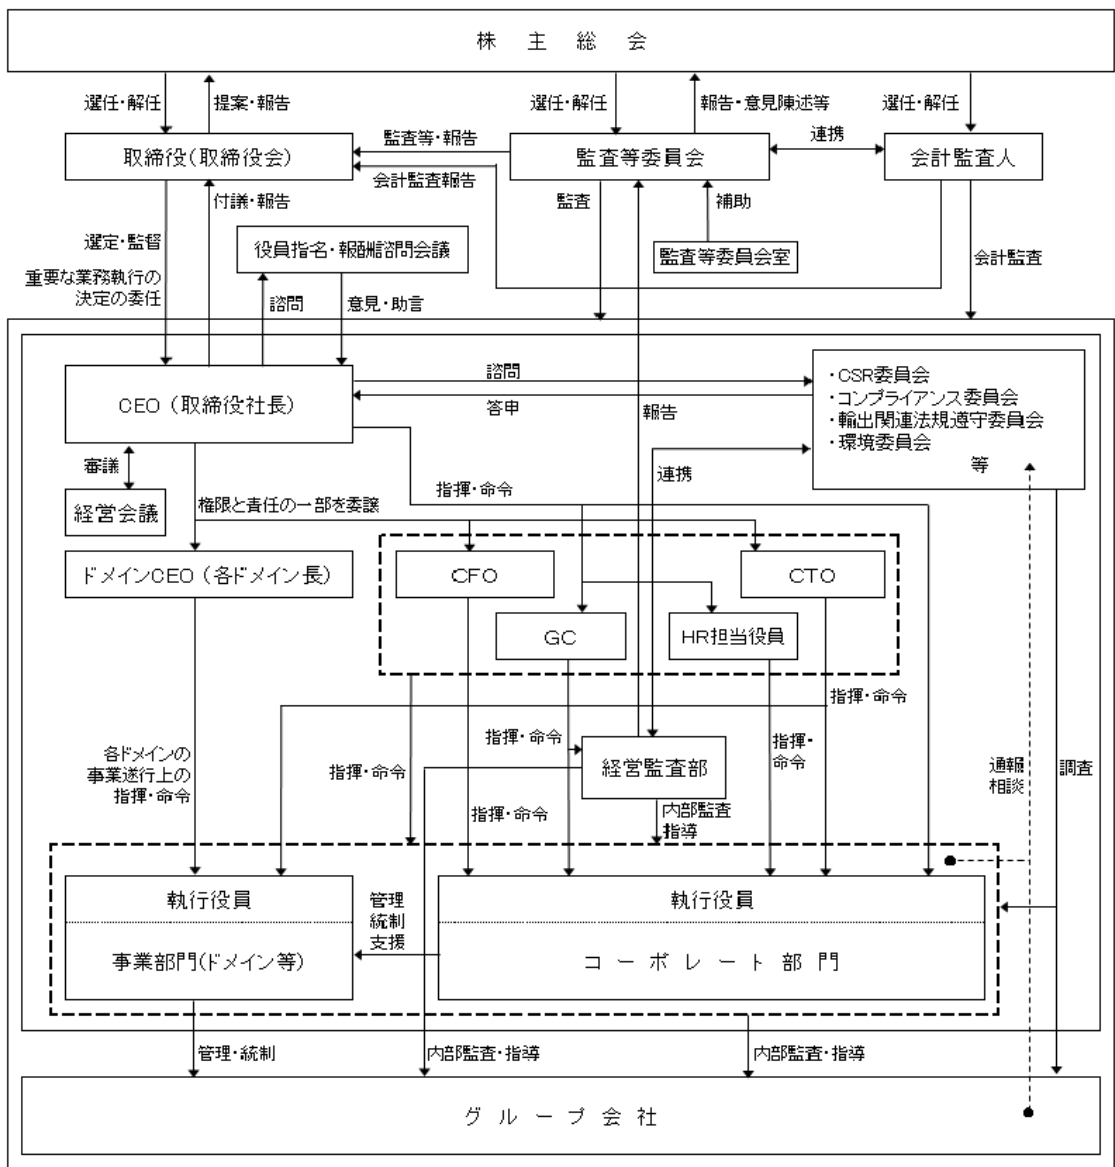 株主総会
選任・解任
提案・報告
選任・解任
報告・意見陳述等
選任・解任
取締役(取締役会)
監査等・報告
監査等委員会
連携
会計監査人
会計監査報告
付議・報告
監査
補助
選定・監督
役員指名・報酬諮問会議
監査等委員会室
会計監査
重要な業務執行の
決定の委任
諮問
意見・助言
CEO(取締役社長)
諮問
答申
・CSR委員会
・コンプライアンス委員会
・輸出関連法規遵守委員会
・環境委員会
等
報告
審議
連携
経営会議
権限と責任の一部を委譲
指揮・命令
ドメインCEO(各ドメイン長)
CFO
CTO
GC
HR担当役員
指揮・命令
各ドメインの
事業遂行上の
指揮・命令
指揮・命令
指揮・命令
経営監査部
指揮・
命令
通報
相談
調査
指揮・命令
内部監査
指導
執行役員
管理
統制
支援
執行役員
事業部門(ドメイン等)
コーポレート部門
管理・統制
内部監査・指導
内部監査・指導
グループ会社